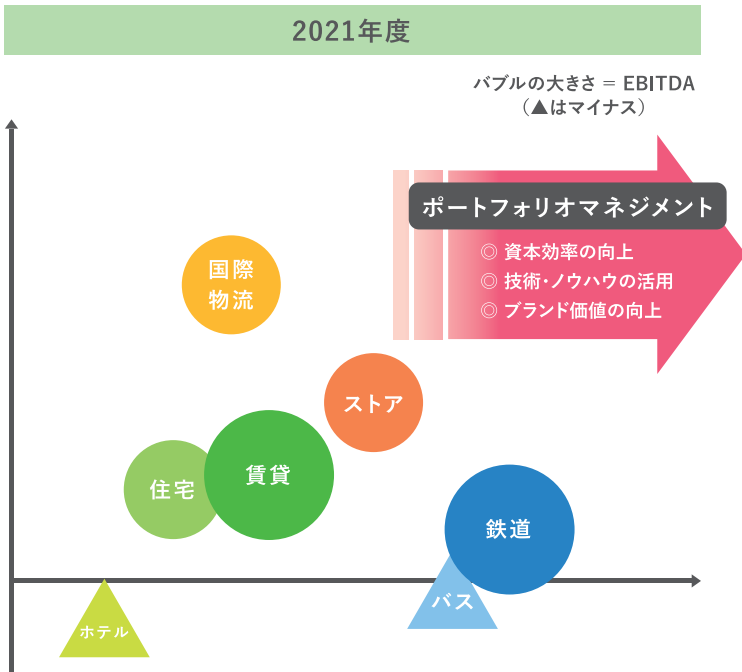 2021年度
バブルの大きさ = EBITDA
（▲はマイナス）
ポートフォリオマネジメント
◎ 資本効率の向上
◎ 技術・ノウハウの活用
◎ ブランド価値の向上
国際
物流
ストア
賃貸
住宅
鉄道
バス
ホテル